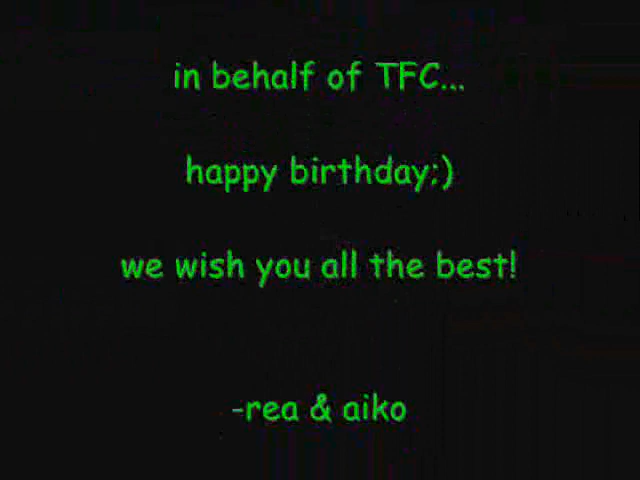 in behalf of TFC...
happy birthday;)
we wish you all the best!
-rea & aiko